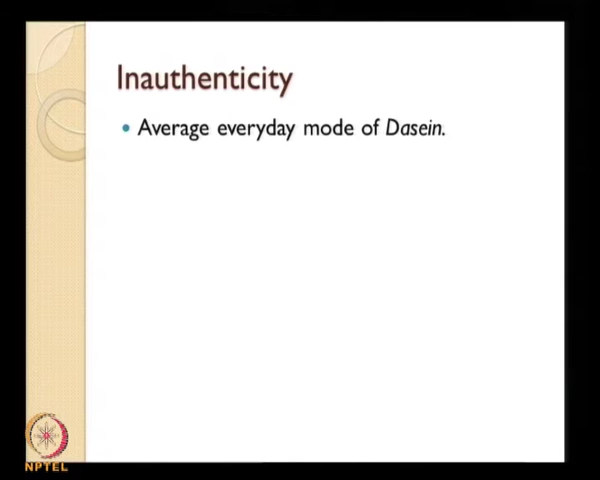 Inauthenticity
• Average everyday mode of Dasein.
NPTEL